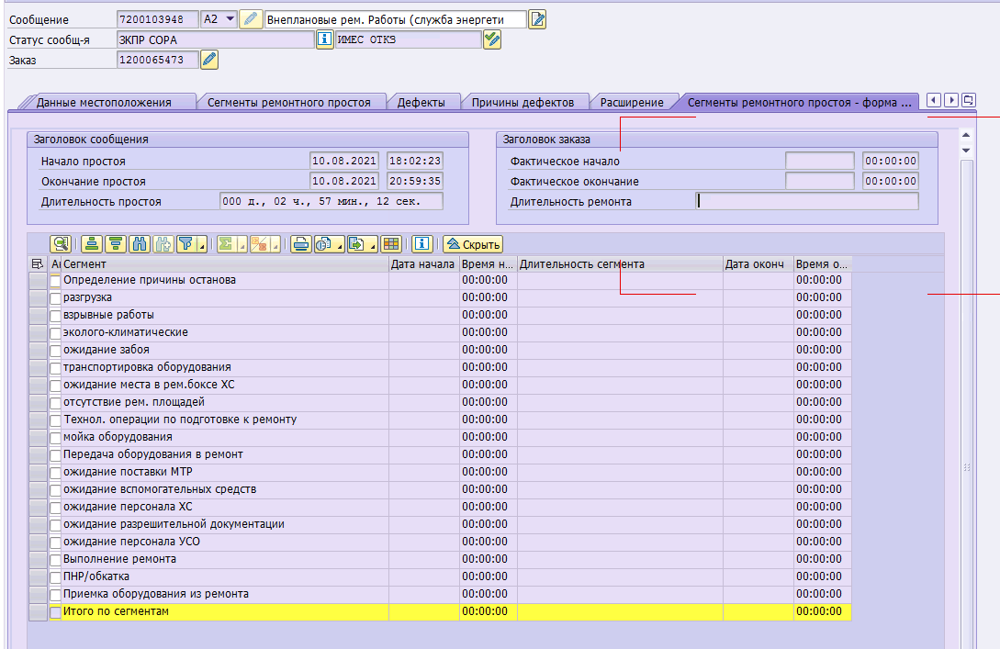 Сообщение 7200103948 A2 Внеплановые рем. Работы (служба энергети
Статус сообщ-я ЗКПР СОРА ИМЕС ОТКЗ
Заказ 1200065473
Данные местоположения Сегменты ремонтного простоя Дефекты Причины дефектов Расширение Сегменты ремонтного простоя - форма ...
Заголовок сообщения Заголовок заказа
Начало простоя 10.08.2021 18:02:23 Фактическое начало 00:00:00
Окончание простоя 10.08.2021 20:59:35 Фактическое окончание 00:00:00
Длительность простоя 000 д., 02 ч., 57 мин., 12 сек. Длительность ремонта
Скрыть
Сегмент Дата начала Время н... Длительность сегмента Дата оконч Время о...
Определение причины останова 00:00:00 00:00:00
разгрузка 00:00:00 00:00:00
взрывные работы 00:00:00 00:00:00
эколого-климатические 00:00:00 00:00:00
ожидание забоя 00:00:00 00:00:00
транспортировка оборудования 00:00:00 00:00:00
ожидание места в рем.боксе ХС 00:00:00 00:00:00
отсутствие рем. площадей 00:00:00 00:00:00
Технол. операции по подготовке к ремонту 00:00:00 00:00:00
мойка оборудования 00:00:00 00:00:00
Передача оборудования в ремонт 00:00:00 00:00:00
ожидание поставки МТР 00:00:00 00:00:00
ожидание вспомогательных средств 00:00:00 00:00:00
ожидание персонала ХС 00:00:00 00:00:00
ожидание разрешительной документации 00:00:00 00:00:00
ожидание персонала УСО 00:00:00 00:00:00
Выполнение ремонта 00:00:00 00:00:00
ПНР/обкатка 00:00:00 00:00:00
Приемка оборудования из ремонта 00:00:00 00:00:00
Итого по сегментам 00:00:00 00:00:00